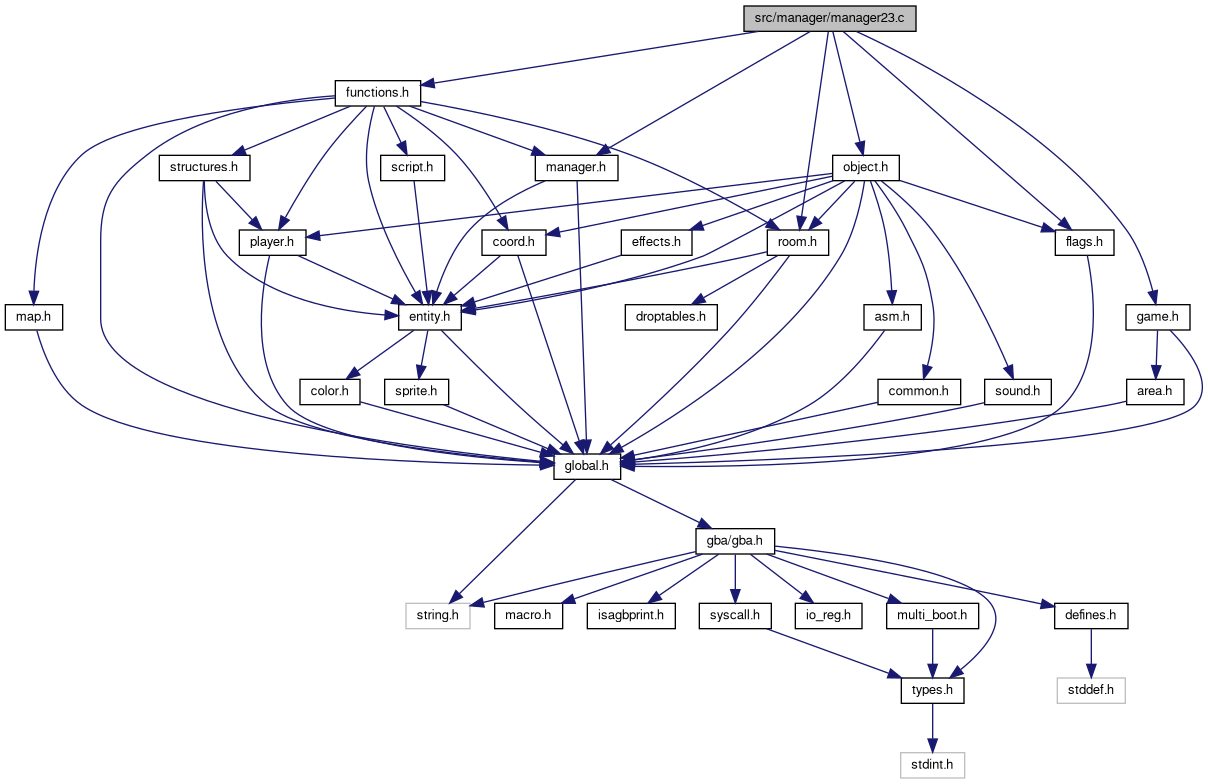 src/manager/manager23.c
functions.h
structures.h
script.h
manager.h
object.h
player.h
coord.h
effects.h
room.h
flags.h
map.h
entity.h
droptables.h
asm.h
game.h
color.h
sprite.h
common.h
sound.h
area.h
global.h
gba/gba.h
string.h
macro.h
isagbprint.h
syscall.h
io_reg.h
multi_boot.h
defines.h
types.h
stddef.h
stdint.h